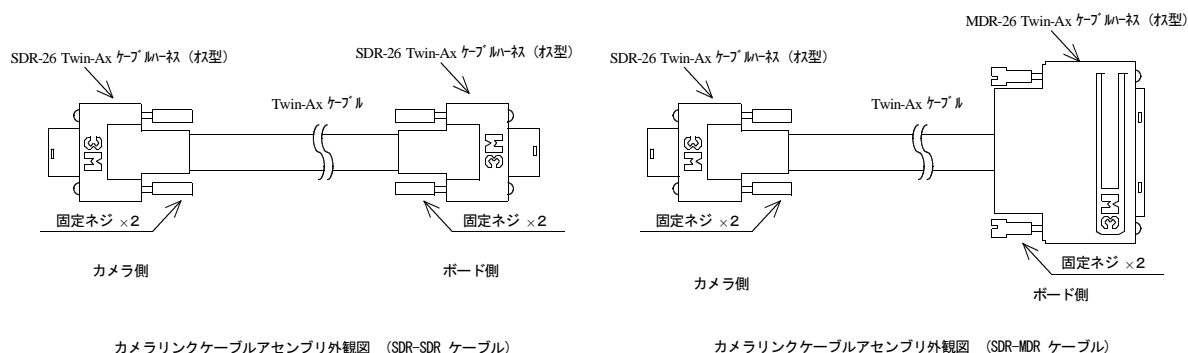 SDR-26 Twin-Ax ケーブルハーネス (オス型)
SDR-26 Twin-Ax ケーブルハーネス (オス型)
Twin-Ax ケーブル
3M
3M
固定ネジ ×2
固定ネジ ×2
カメラ側
ボード側
カメラリンクケーブルアセンブリ外観図 (SDR-SDR ケーブル)
MDR-26 Twin-Ax ケーブルハーネス (オス型)
SDR-26 Twin-Ax ケーブルハーネス (オス型)
Twin-Ax ケーブル
3M
3M
固定ネジ ×2
固定ネジ ×2
カメラ側
ボード側
カメラリンクケーブルアセンブリ外観図 (SDR-MDR ケーブル)